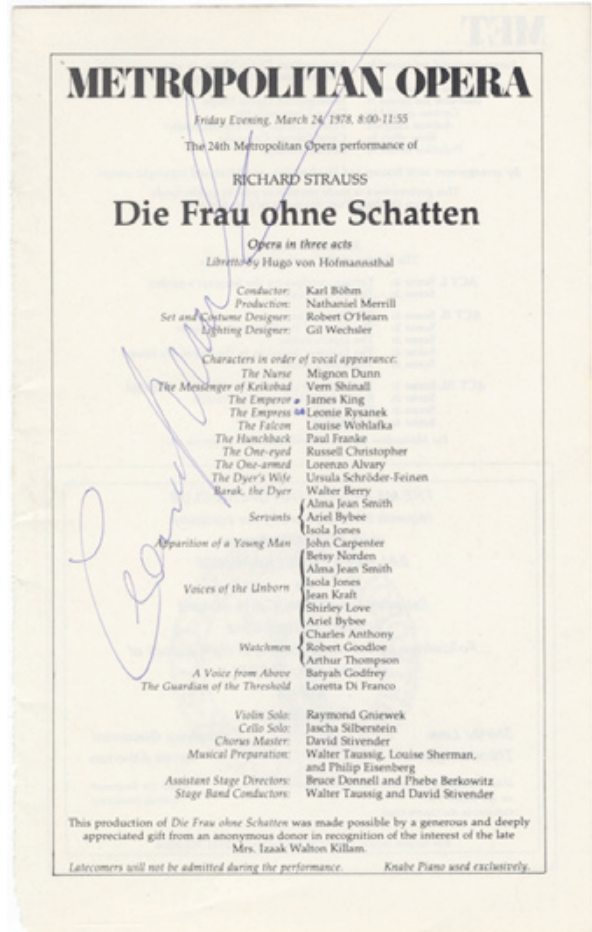 METROPOLITAN OPERA
Friday Evening, March 24, 1978, 8:00-11:55
The 24th Metropolitan Opera performance of
RICHARD STRAUSS
Die Frau ohne Schatten
Opera in three acts
Libretto by Hugo von Hofmannsthal
Conductor: Karl Böhm
Production: Nathaniel Merrill
Set and Costume Designer: Robert O'Hearn
Lighting Designer: Gil Wechsler
Characters in order of vocal appearance:
The Nurse Mignon Dunn
The Messenger of Keikobad Vern Shinall
The Emperor James King
The Empress Leonie Rysanek
The Falcon Louise Wohlafka
The Hunchback Paul Franke
The One-eyed Russell Christopher
The One-armed Lorenzo Alvary
The Dyer's Wife Ursula Schröder-Feinen
Barak, the Dyer Walter Berry
Servants { Alma Jean Smith
Ariel Bybee
Isola Jones
Apparition of a Young Man John Carpenter
Voices of the Unborn { Betsy Norden
Alma Jean Smith
Isola Jones
Jean Kraft
Shirley Love
Ariel Bybee
Watchmen { Charles Anthony
Robert Goodloe
Arthur Thompson
A Voice from Above Batyah Godfrey
The Guardian of the Threshold Loretta Di Franco
Violin Solo: Raymond Gniewek
Cello Solo: Jascha Silberstein
Chorus Master: David Stivender
Musical Preparation: Walter Taussig, Louise Sherman,
and Philip Eisenberg
Assistant Stage Directors: Bruce Donnell and Phebe Berkowitz
Stage Band Conductors: Walter Taussig and David Stivender
This production of Die Frau ohne Schatten was made possible by a generous and deeply
appreciated gift from an anonymous donor in recognition of the interest of the late
Mrs. Izaak Walton Killam.
Latecomers will not be admitted during the performance. Knabe Piano used exclusively.